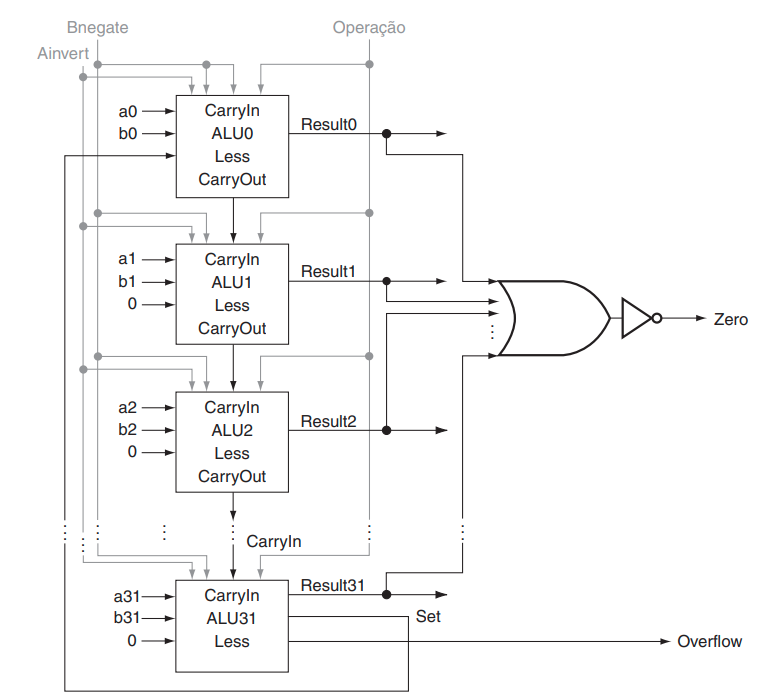 Bnegate
Operação
Ainvert
a0
b0
CarryIn
ALU0
Less
CarryOut
Result0
a1
b1
0
CarryIn
ALU1
Less
CarryOut
Result1
Zero
a2
b2
0
CarryIn
ALU2
Less
CarryOut
Result2
CarryIn
a31
b31
0
CarryIn
ALU31
Less
Result31
Set
Overflow